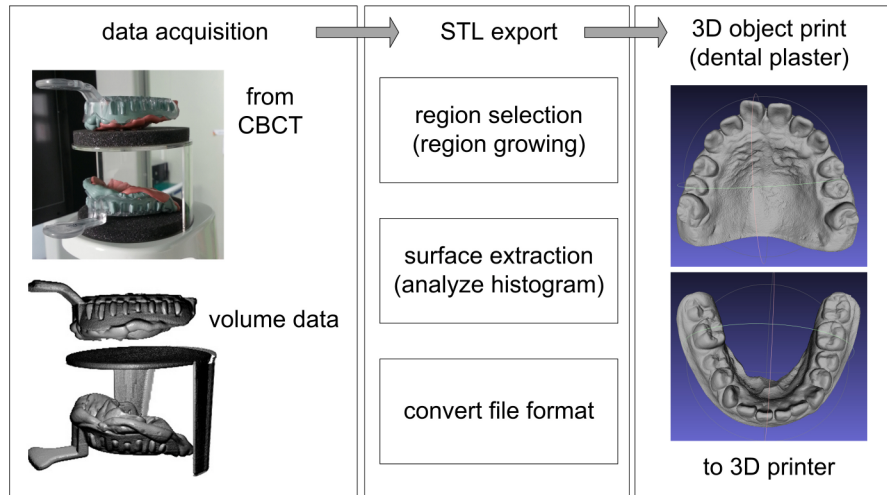 data acquisition
from
CBCT
volume data
STL export
region selection
(region growing)
surface extraction
(analyze histogram)
convert file format
3D object print
(dental plaster)
to 3D printer